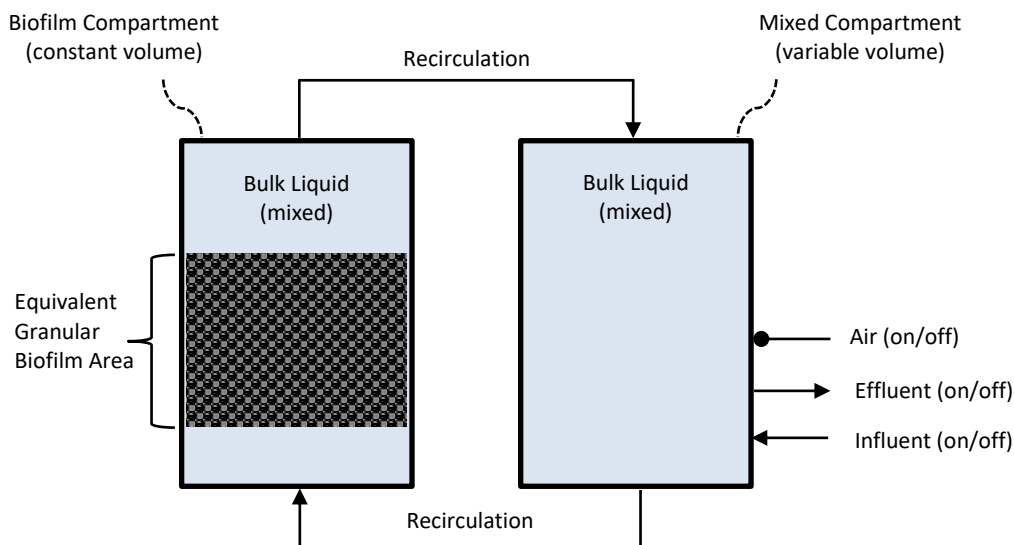 Biofilm Compartment
(constant volume)
Mixed Compartment
(variable volume)
Recirculation
Bulk Liquid
(mixed)
Bulk Liquid
(mixed)
Equivalent
Granular
Biofilm Area
Air (on/off)
Effluent (on/off)
Influent (on/off)
Recirculation